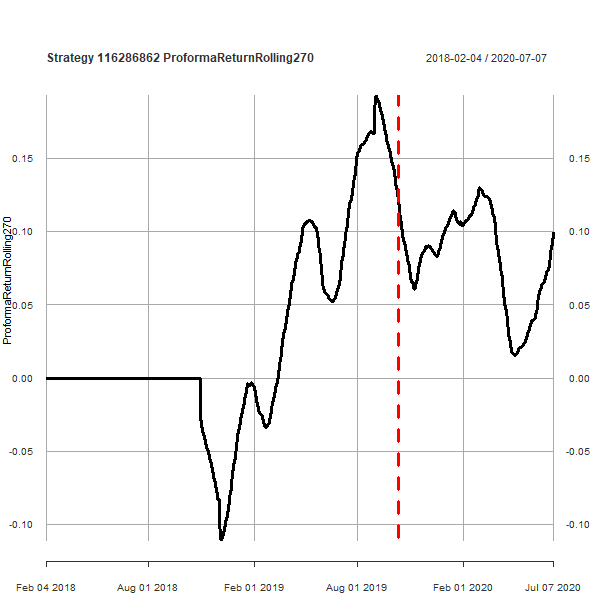 Strategy 116286862 ProformaReturnRolling270
2018-02-04 / 2020-07-07
ProformaReturnRolling270
0.15
0.15
0.10
0.10
0.05
0.05
0.00
0.00
-0.05
-0.05
-0.10
-0.10
Feb 04 2018
Aug 01 2018
Feb 01 2019
Aug 01 2019
Feb 01 2020
Jul 07 2020